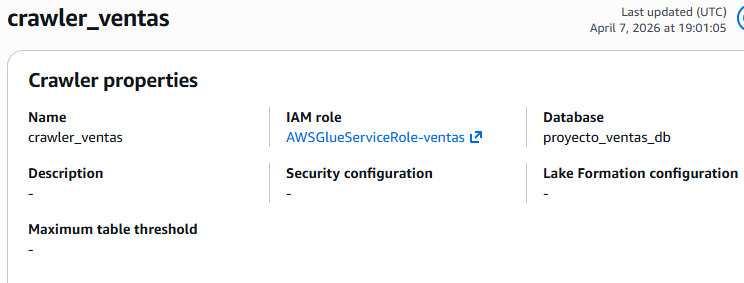 crawler_ventas
Last updated (UTC)
April 7, 2026 at 19:01:05
Crawler properties
Name
crawler_ventas
IAM role
AWSGlueServiceRole-ventas
Database
proyecto_ventas_db
Description
-
Security configuration
-
Lake Formation configuration
-
Maximum table threshold
-